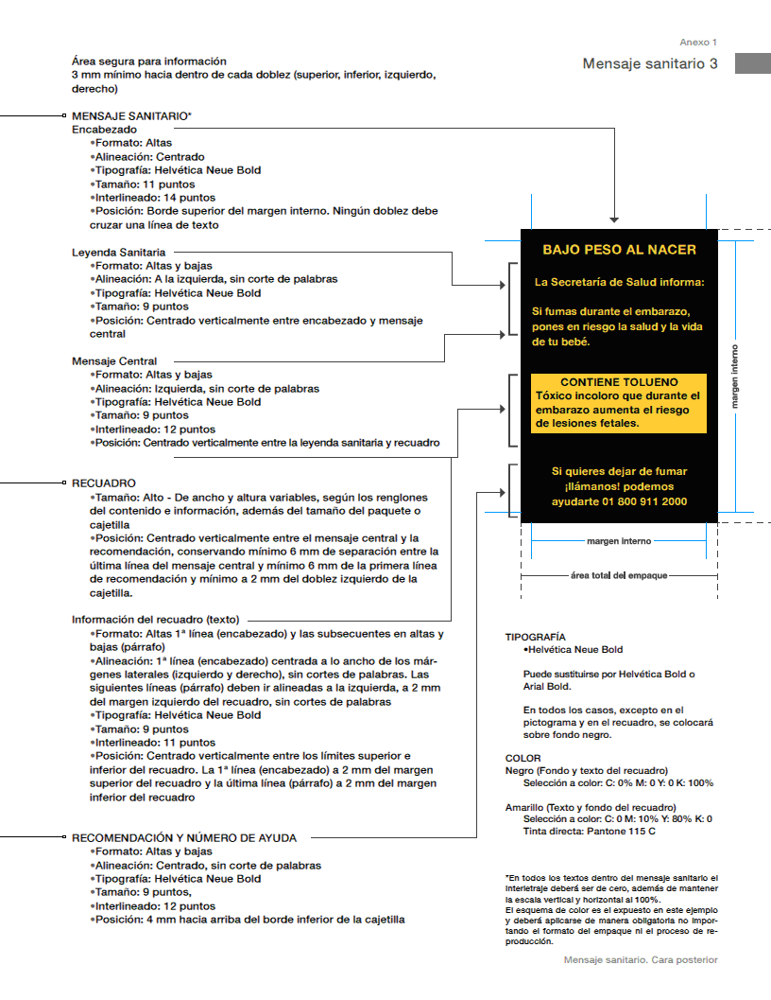 Anexo 1
Mensaje sanitario 3
Área segura para información
3 mm mínimo hacia dentro de cada doblez (superior, inferior, izquierdo,
derecho)
MENSAJE SANITARIO*
Encabezado
•Formato: Altas
•Alineación: Centrado
•Tipografía: Helvética Neue Bold
•Tamaño: 11 puntos
•Interlineado: 14 puntos
•Posición: Borde superior del margen interno. Ningún doblez debe
cruzar una línea de texto
Leyenda Sanitaria
•Formato: Altas y bajas
•Alineación: A la izquierda, sin corte de palabras
•Tipografía: Helvética Neue Bold
•Tamaño: 9 puntos
•Posición: Centrado verticalmente entre encabezado y mensaje
central
Mensaje Central
•Formato: Altas y bajas
•Alineación: Izquierda, sin corte de palabras
•Tipografía: Helvética Neue Bold
•Tamaño: 9 puntos
•Interlineado: 12 puntos
•Posición: Centrado verticalmente entre la leyenda sanitaria y recuadro
RECUADRO
•Tamaño: Alto - De ancho y altura variables, según los renglones
del contenido e información, además del tamaño del paquete o
cajetilla
•Posición: Centrado verticalmente entre el mensaje central y la
recomendación, conservando mínimo 6 mm de separación entre la
última línea del mensaje central y mínimo 6 mm de la primera línea
de recomendación y mínimo a 2 mm del doblez izquierdo de la
cajetilla.
Información del recuadro (texto)
•Formato: Altas 1ª línea (encabezado) y las subsecuentes en altas y
bajas (párrafo)
•Alineación: 1ª línea (encabezado) centrada a lo ancho de los már-
genes laterales (izquierdo y derecho), sin cortes de palabras. Las
siguientes líneas (párrafo) deben ir alineadas a la izquierda, a 2 mm
del margen izquierdo del recuadro, sin cortes de palabras
•Tipografía: Helvética Neue Bold
•Tamaño: 9 puntos
•Interlineado: 11 puntos
•Posición: Centrado verticalmente entre los límites superior e
inferior del recuadro. La 1ª línea (encabezado) a 2 mm del margen
superior del recuadro y la última línea (párrafo) a 2 mm del margen
inferior del recuadro
RECOMENDACIÓN Y NÚMERO DE AYUDA
•Formato: Altas y bajas
•Alineación: Centrado, sin corte de palabras
•Tipografía: Helvética Neue Bold
•Tamaño: 9 puntos,
•Interlineado: 12 puntos
•Posición: 4 mm hacia arriba del borde inferior de la cajetilla
BAJO PESO AL NACER
La Secretaría de Salud informa:
Si fumas durante el embarazo,
pones en riesgo la salud y la vida
de tu bebé.
CONTIENE TOLUENO
Tóxico incoloro que durante el
embarazo aumenta el riesgo
de lesiones fetales.
Si quieres dejar de fumar
¡llámanos! podemos
ayudarte 01 800 911 2000
margen interno
margen interno
área total del empaque
TIPOGRAFÍA
•Helvética Neue Bold
Puede sustituirse por Helvética Bold o
Arial Bold.
En todos los casos, excepto en el
pictograma y en el recuadro, se colocará
sobre fondo negro.
COLOR
Negro (Fondo y texto del recuadro)
Selección a color: C: 0% M: 0 Y: 0 K: 100%
Amarillo (Texto y fondo del recuadro)
Selección a color: C: 0 M: 10% Y: 80% K: 0
Tinta directa: Pantone 115 C
*En todos los textos dentro del mensaje sanitario el
interletraje deberá ser de cero, además de mantener
la escala vertical y horizontal al 100%.
El esquema de color es el expuesto en este ejemplo
y deberá aplicarse de manera obligatoria no impor-
tando el formato del empaque ni el proceso de re-
producción.
Mensaje sanitario. Cara posterior